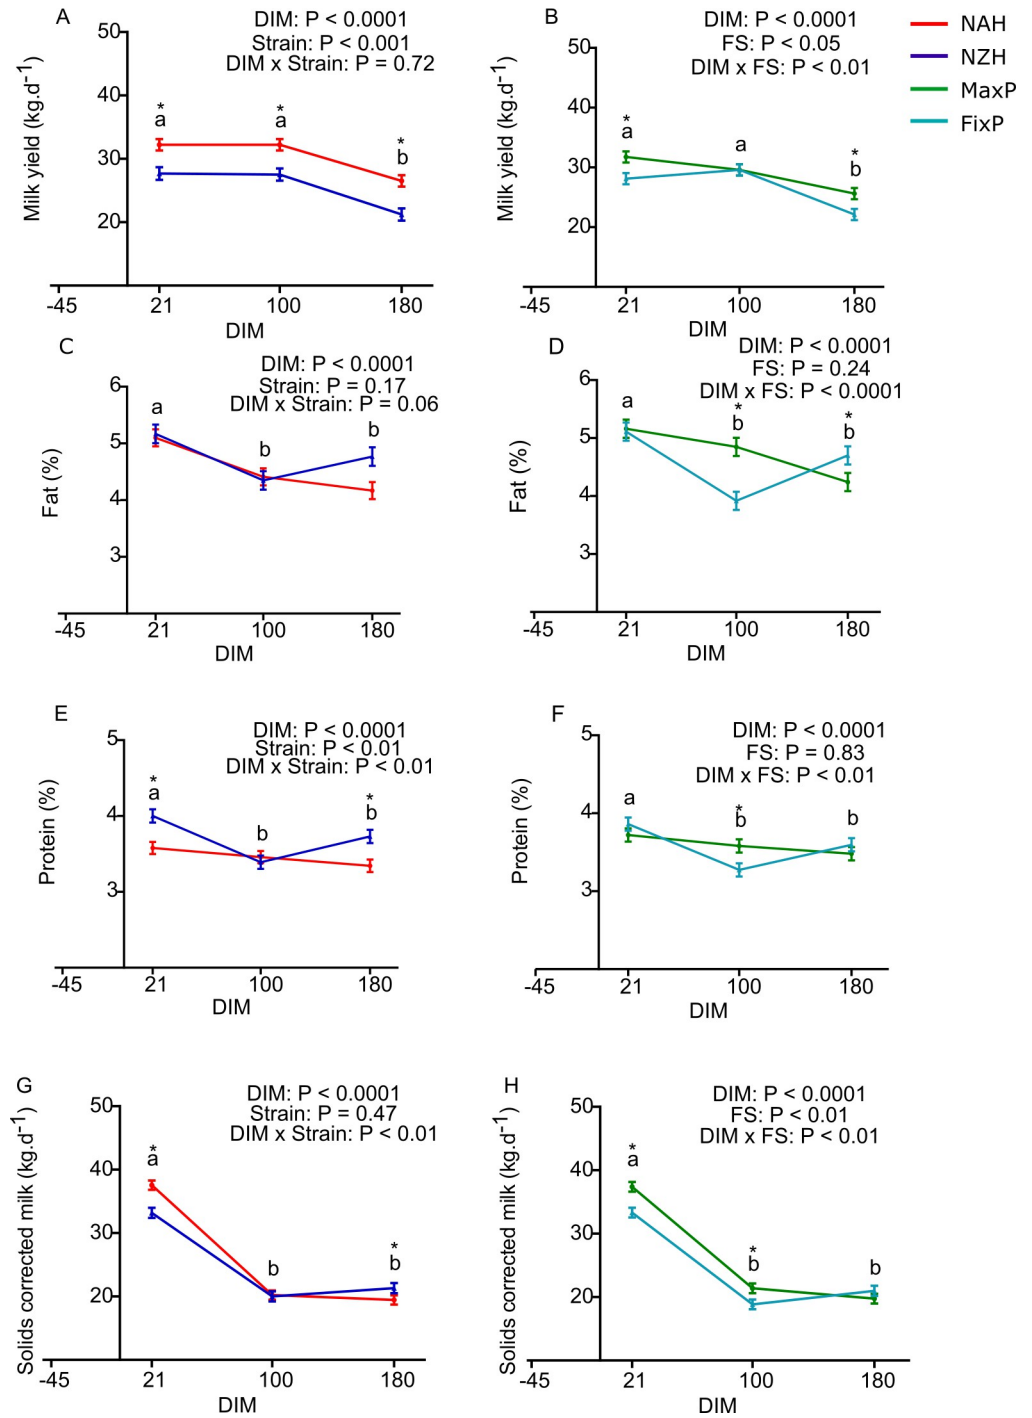 A
DIM: P < 0.0001
Strain: P < 0.001
DIM x Strain: P = 0.72
Milk yield (kg.d⁻¹)
50
40
30
20
* a
* a
* b
-45 21 100 180
DIM
B
DIM: P < 0.0001
FS: P < 0.05
DIM x FS: P < 0.01
Milk yield (kg.d⁻¹)
50
40
30
20
* a
a
* b
-45 21 100 180
DIM
NAH
NZH
MaxP
FixP
C
DIM: P < 0.0001
Strain: P = 0.17
DIM x Strain: P = 0.06
Fat (%)
6
5
4
3
a
b
b
-45 21 100 180
DIM
D
DIM: P < 0.0001
FS: P = 0.24
DIM x FS: P < 0.0001
Fat (%)
6
5
4
3
a
* b
* b
-45 21 100 180
DIM
E
DIM: P < 0.0001
Strain: P < 0.01
DIM x Strain: P < 0.01
Protein (%)
5
4
3
* a
b
* b
-45 21 100 180
DIM
F
DIM: P < 0.0001
FS: P = 0.83
DIM x FS: P < 0.01
Protein (%)
5
4
3
a
* b
b
-45 21 100 180
DIM
G
DIM: P < 0.0001
Strain: P = 0.47
DIM x Strain: P < 0.01
Solids corrected milk (kg.d⁻¹)
50
40
30
20
* a
b
* b
-45 21 100 180
DIM
H
DIM: P < 0.0001
FS: P < 0.01
DIM x FS: P < 0.01
Solids corrected milk (kg.d⁻¹)
50
40
30
20
* a
* b
b
-45 21 100 180
DIM